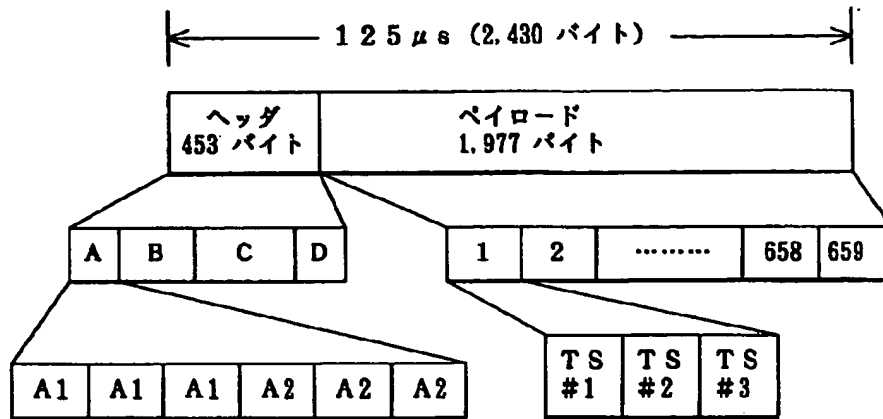 125μs (2,430 バイト)
ヘッダ
453 バイト
ペイロード
1,977 バイト
A B C D
1 2 ‥‥‥‥ 658 659
A1 A1 A1 A2 A2 A2
TS #1
TS #2
TS #3